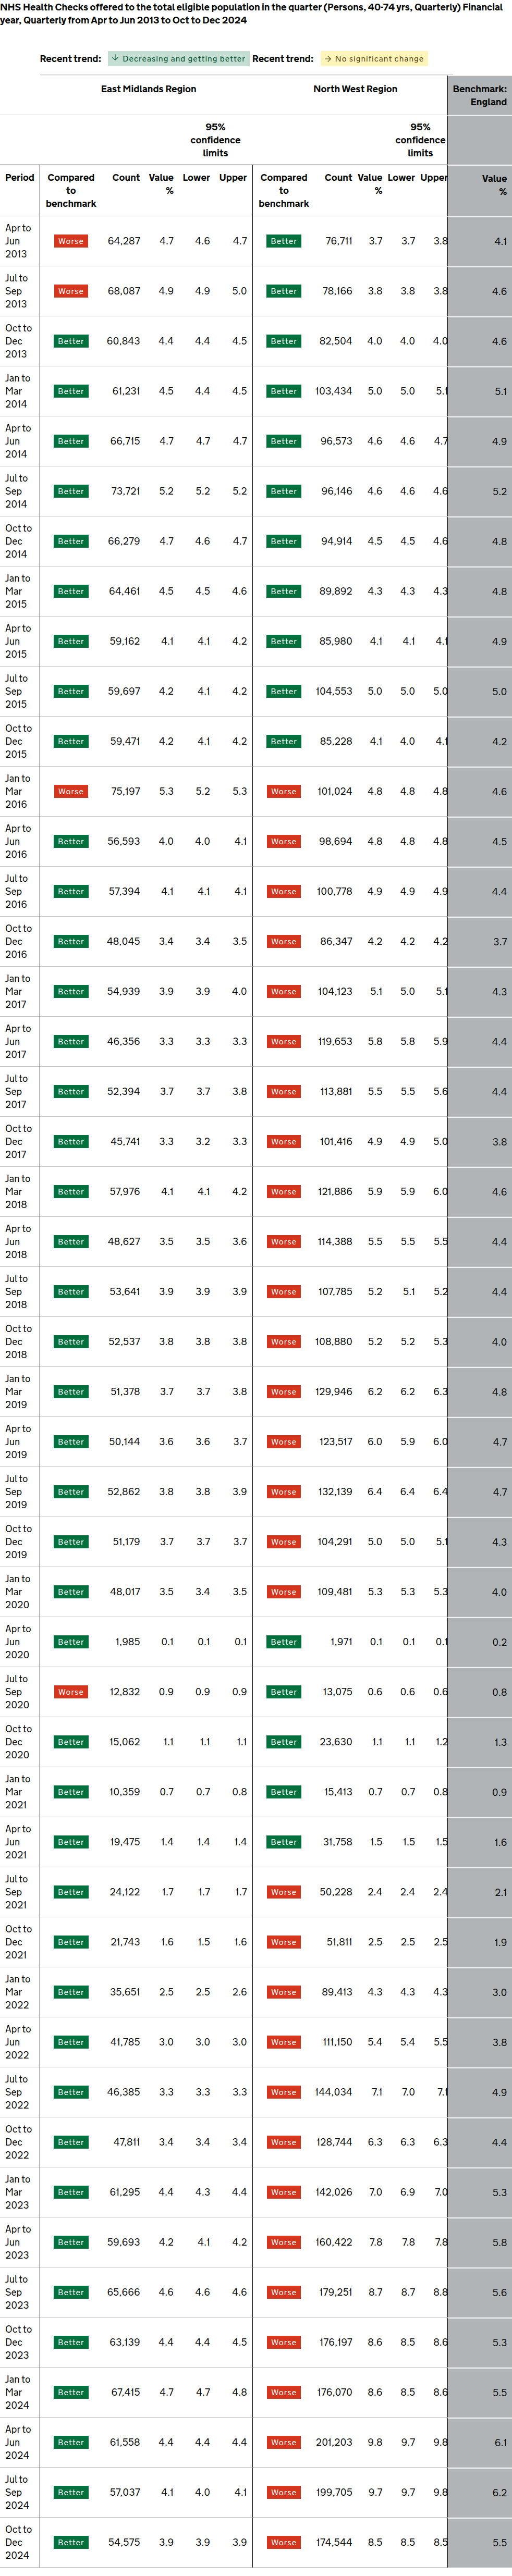 NHS Health Checks offered to the total eligible population in the quarter (Persons, 40-74 yrs, Quarterly) Financial
year, Quarterly from Apr to Jun 2013 to Oct to Dec 2024
Recent trend: ↓ Decreasing and getting better Recent trend: → No significant change
East Midlands Region North West Region Benchmark:
England
95% 95%
confidence confidence
limits limits
Period Compared Count Value Lower Upper Compared Count Value Lower Upper Value
to % to % %
benchmark benchmark
Apr to
Jun Worse 64,287 4.7 4.6 4.7 Better 76,711 3.7 3.7 3.8 4.1
2013
Jul to
Sep Worse 68,087 4.9 4.9 5.0 Better 78,166 3.8 3.8 3.8 4.6
2013
Oct to
Dec Better 60,843 4.4 4.4 4.5 Better 82,504 4.0 4.0 4.0 4.6
2013
Jan to
Mar Better 61,231 4.5 4.4 4.5 Better 103,434 5.0 5.0 5.1 5.1
2014
Apr to
Jun Better 66,715 4.7 4.7 4.7 Better 96,573 4.6 4.6 4.7 4.9
2014
Jul to
Sep Better 73,721 5.2 5.2 5.2 Better 96,146 4.6 4.6 4.6 5.2
2014
Oct to
Dec Better 66,279 4.7 4.6 4.7 Better 94,914 4.5 4.5 4.6 4.8
2014
Jan to
Mar Better 64,461 4.5 4.5 4.6 Better 89,892 4.3 4.3 4.3 4.8
2015
Apr to
Jun Better 59,162 4.1 4.1 4.2 Better 85,980 4.1 4.1 4.1 4.9
2015
Jul to
Sep Better 59,697 4.2 4.1 4.2 Better 104,553 5.0 5.0 5.0 5.0
2015
Oct to
Dec Better 59,471 4.2 4.1 4.2 Better 85,228 4.1 4.0 4.1 4.2
2015
Jan to
Mar Worse 75,197 5.3 5.2 5.3 Worse 101,024 4.8 4.8 4.8 4.6
2016
Apr to
Jun Better 56,593 4.0 4.0 4.1 Worse 98,694 4.8 4.8 4.8 4.5
2016
Jul to
Sep Better 57,394 4.1 4.1 4.1 Worse 100,778 4.9 4.9 4.9 4.4
2016
Oct to
Dec Better 48,045 3.4 3.4 3.5 Worse 86,347 4.2 4.2 4.2 3.7
2016
Jan to
Mar Better 54,939 3.9 3.9 4.0 Worse 104,123 5.1 5.0 5.1 4.3
2017
Apr to
Jun Better 46,356 3.3 3.3 3.3 Worse 119,653 5.8 5.8 5.9 4.4
2017
Jul to
Sep Better 52,394 3.7 3.7 3.8 Worse 113,881 5.5 5.5 5.6 4.4
2017
Oct to
Dec Better 45,741 3.3 3.2 3.3 Worse 101,416 4.9 4.9 5.0 3.8
2017
Jan to
Mar Better 57,976 4.1 4.1 4.2 Worse 121,886 5.9 5.9 6.0 4.6
2018
Apr to
Jun Better 48,627 3.5 3.5 3.6 Worse 114,388 5.5 5.5 5.5 4.4
2018
Jul to
Sep Better 53,641 3.9 3.9 3.9 Worse 107,785 5.2 5.1 5.2 4.4
2018
Oct to
Dec Better 52,537 3.8 3.8 3.8 Worse 108,880 5.2 5.2 5.3 4.0
2018
Jan to
Mar Better 51,378 3.7 3.7 3.8 Worse 129,946 6.2 6.2 6.3 4.8
2019
Apr to
Jun Better 50,144 3.6 3.6 3.7 Worse 123,517 6.0 5.9 6.0 4.7
2019
Jul to
Sep Better 52,862 3.8 3.8 3.9 Worse 132,139 6.4 6.4 6.4 4.7
2019
Oct to
Dec Better 51,179 3.7 3.7 3.7 Worse 104,291 5.0 5.0 5.1 4.3
2019
Jan to
Mar Better 48,017 3.5 3.4 3.5 Worse 109,481 5.3 5.3 5.3 4.0
2020
Apr to
Jun Better 1,985 0.1 0.1 0.1 Better 1,971 0.1 0.1 0.1 0.2
2020
Jul to
Sep Worse 12,832 0.9 0.9 0.9 Better 13,075 0.6 0.6 0.6 0.8
2020
Oct to
Dec Better 15,062 1.1 1.1 1.1 Better 23,630 1.1 1.1 1.2 1.3
2020
Jan to
Mar Better 10,359 0.7 0.7 0.8 Better 15,413 0.7 0.7 0.8 0.9
2021
Apr to
Jun Better 19,475 1.4 1.4 1.4 Better 31,758 1.5 1.5 1.5 1.6
2021
Jul to
Sep Better 24,122 1.7 1.7 1.7 Worse 50,228 2.4 2.4 2.4 2.1
2021
Oct to
Dec Better 21,743 1.6 1.5 1.6 Worse 51,811 2.5 2.5 2.5 1.9
2021
Jan to
Mar Better 35,651 2.5 2.5 2.6 Worse 89,413 4.3 4.3 4.3 3.0
2022
Apr to
Jun Better 41,785 3.0 3.0 3.0 Worse 111,150 5.4 5.4 5.5 3.8
2022
Jul to
Sep Better 46,385 3.3 3.3 3.3 Worse 144,034 7.1 7.0 7.1 4.9
2022
Oct to
Dec Better 47,811 3.4 3.4 3.4 Worse 128,744 6.3 6.3 6.3 4.4
2022
Jan to
Mar Better 61,295 4.4 4.3 4.4 Worse 142,026 7.0 6.9 7.0 5.3
2023
Apr to
Jun Better 59,693 4.2 4.1 4.2 Worse 160,422 7.8 7.8 7.8 5.8
2023
Jul to
Sep Better 65,666 4.6 4.6 4.6 Worse 179,251 8.7 8.7 8.8 5.6
2023
Oct to
Dec Better 63,139 4.4 4.4 4.5 Worse 176,197 8.6 8.5 8.6 5.3
2023
Jan to
Mar Better 67,415 4.7 4.7 4.8 Worse 176,070 8.6 8.5 8.6 5.5
2024
Apr to
Jun Better 61,558 4.4 4.4 4.4 Worse 201,203 9.8 9.7 9.8 6.1
2024
Jul to
Sep Better 57,037 4.1 4.0 4.1 Worse 199,705 9.7 9.7 9.8 6.2
2024
Oct to
Dec Better 54,575 3.9 3.9 3.9 Worse 174,544 8.5 8.5 8.5 5.5
2024